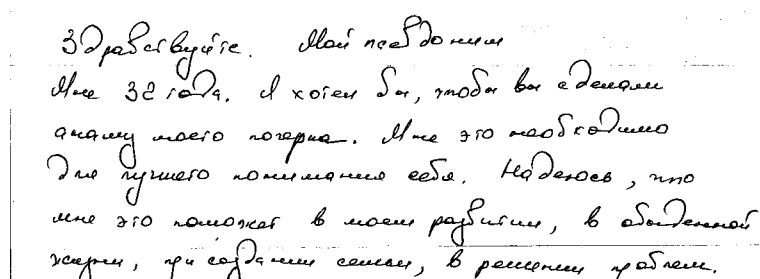 Здравствуйте. Мой псевдоним
Мне 32 года. Я хотел бы, чтобы вы сделали
анализ моего почерка. Мне это необходимо
для лучшего понимания себя. Надеюсь, что
мне это поможет в моем развитии, в обыденной
жизни, при создании семьи, в решении проблем.